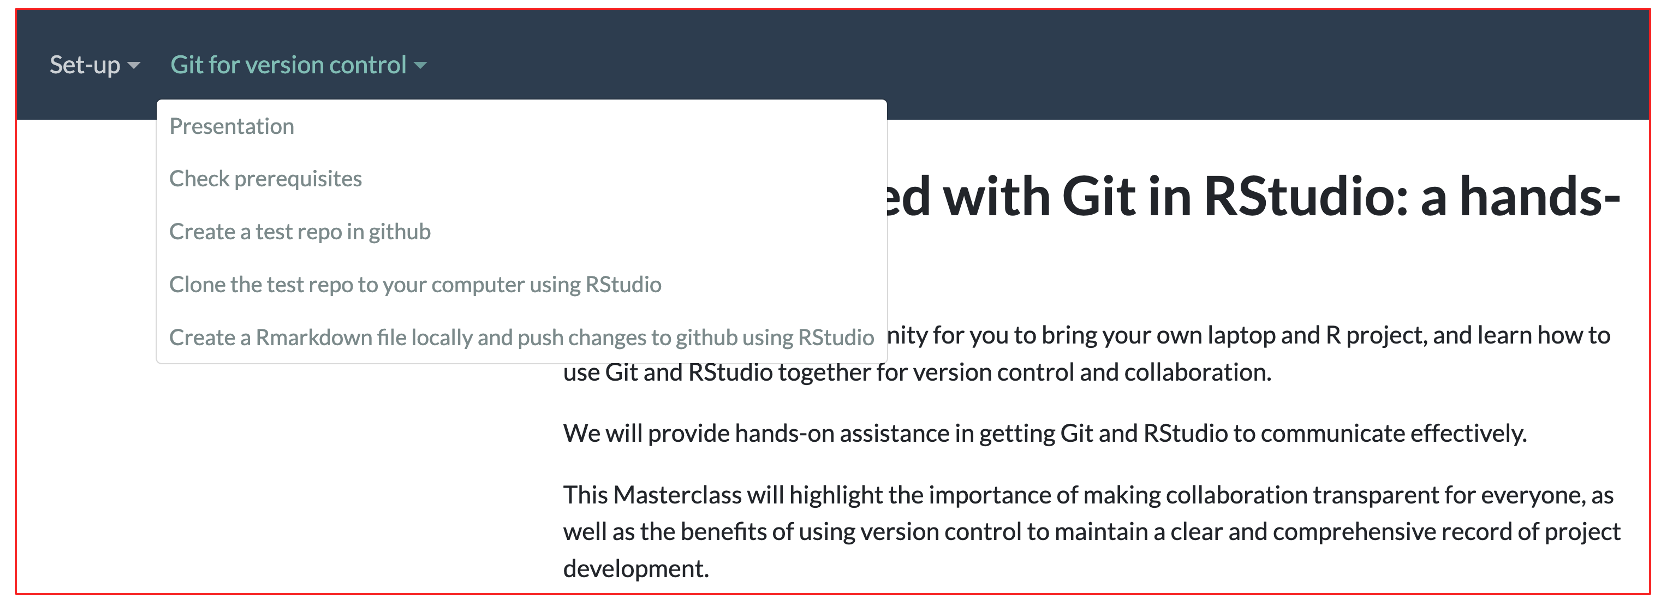 Set-up Git for version control
Presentation
Check prerequisites
Create a test repo in github
Clone the test repo to your computer using RStudio
Create a Rmarkdown file locally and push changes to github using RStudio
with Git in RStudio: a hands-
for you to bring your own laptop and R project, and learn how to
use Git and RStudio together for version control and collaboration.
We will provide hands-on assistance in getting Git and RStudio to communicate effectively.
This Masterclass will highlight the importance of making collaboration transparent for everyone, as
well as the benefits of using version control to maintain a clear and comprehensive record of project
development.